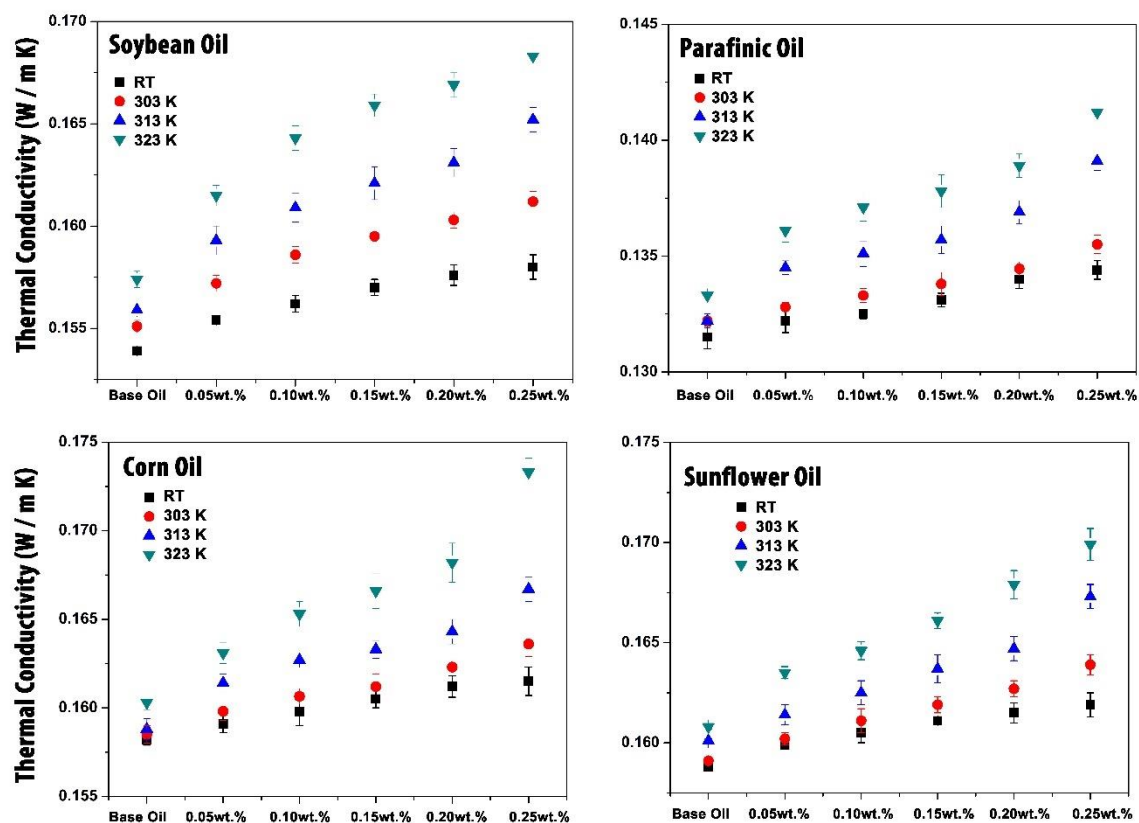 Soybean Oil
RT
303 K
313 K
323 K
Thermal Conductivity (W / m K)
0.170
0.165
0.160
0.155
Base Oil 0.05wt.% 0.10wt.% 0.15wt.% 0.20wt.% 0.25wt.%
Parafinic Oil
RT
303 K
313 K
323 K
0.145
0.140
0.135
0.130
Base Oil 0.05wt.% 0.10wt.% 0.15wt.% 0.20wt.% 0.25wt.%
Corn Oil
RT
303 K
313 K
323 K
Thermal Conductivity (W / m K)
0.175
0.170
0.165
0.160
0.155
Base Oil 0.05wt.% 0.10wt.% 0.15wt.% 0.20wt.% 0.25wt.%
Sunflower Oil
RT
303 K
313 K
323 K
0.175
0.170
0.165
0.160
Base Oil 0.05wt.% 0.10wt.% 0.15wt.% 0.20wt.% 0.25wt.%